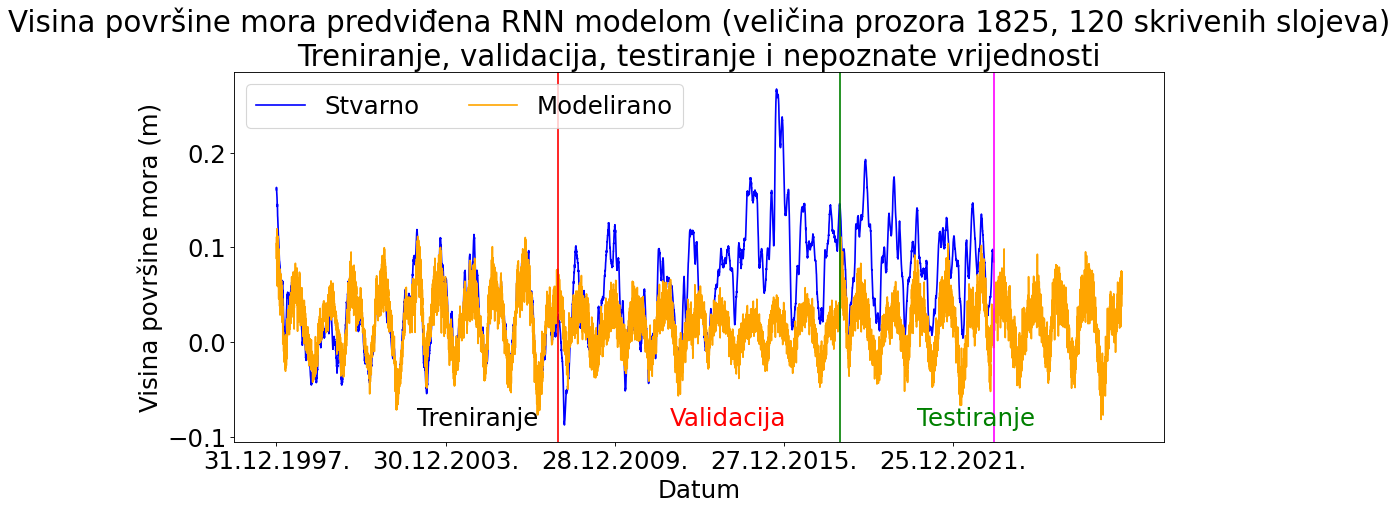 Visina površine mora predviđena RNN modelom (veličina prozora 1825, 120 skrivenih slojeva)
Treniranje, validacija, testiranje i nepoznate vrijednosti
Stvarno Modelirano
Visina površine mora (m)
0.2
0.1
0.0
−0.1
Treniranje Validacija Testiranje
31.12.1997. 30.12.2003. 28.12.2009. 27.12.2015. 25.12.2021.
Datum